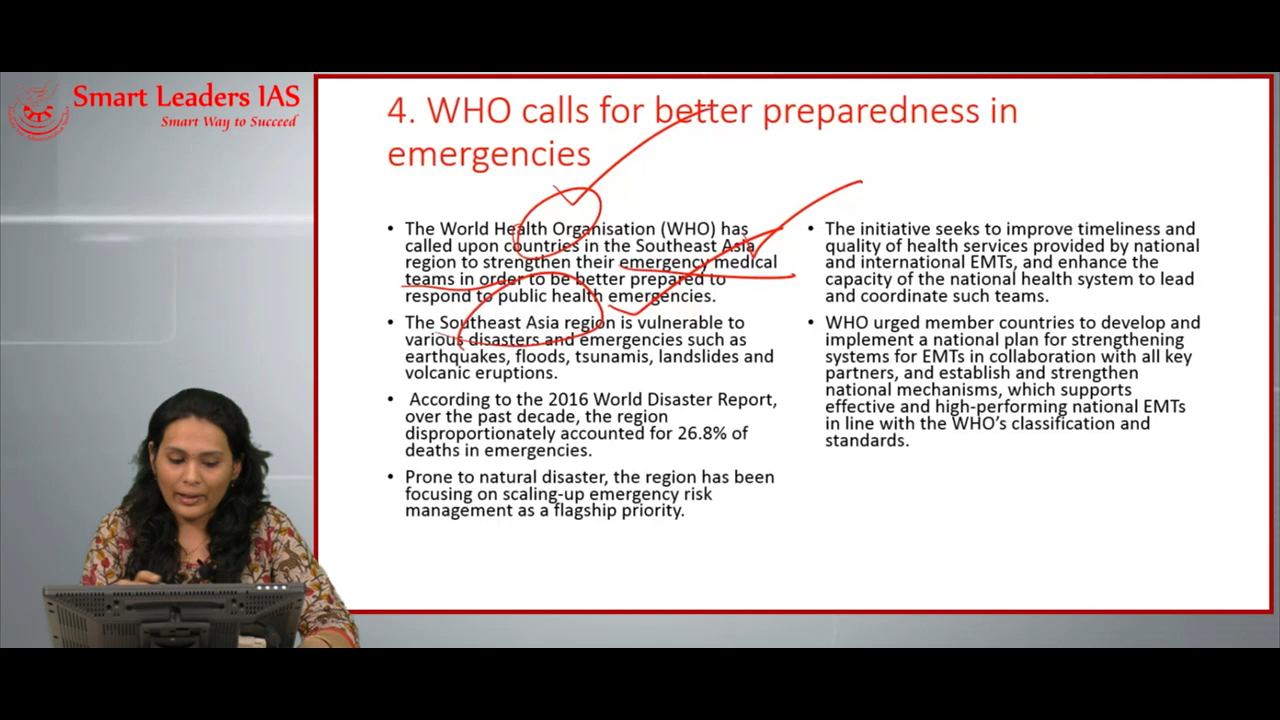 Smart Leaders IAS
Smart Way to Succeed
4. WHO calls for better preparedness in
emergencies
• The World Health Organisation (WHO) has
called upon countries in the Southeast Asia
region to strengthen their emergency medical
teams in order to be better prepared to
respond to public health emergencies.
• The Southeast Asia region is vulnerable to
various disasters and emergencies such as
earthquakes, floods, tsunamis, landslides and
volcanic eruptions.
• According to the 2016 World Disaster Report,
over the past decade, the region
disproportionately accounted for 26.8% of
deaths in emergencies.
• Prone to natural disaster, the region has been
focusing on scaling-up emergency risk
management as a flagship priority.
• The initiative seeks to improve timeliness and
quality of health services provided by national
and international EMTs, and enhance the
capacity of the national health system to lead
and coordinate such teams.
• WHO urged member countries to develop and
implement a national plan for strengthening
systems for EMTs in collaboration with all key
partners, and establish and strengthen
national mechanisms, which supports
effective and high-performing national EMTs
in line with the WHO's classification and
standards.